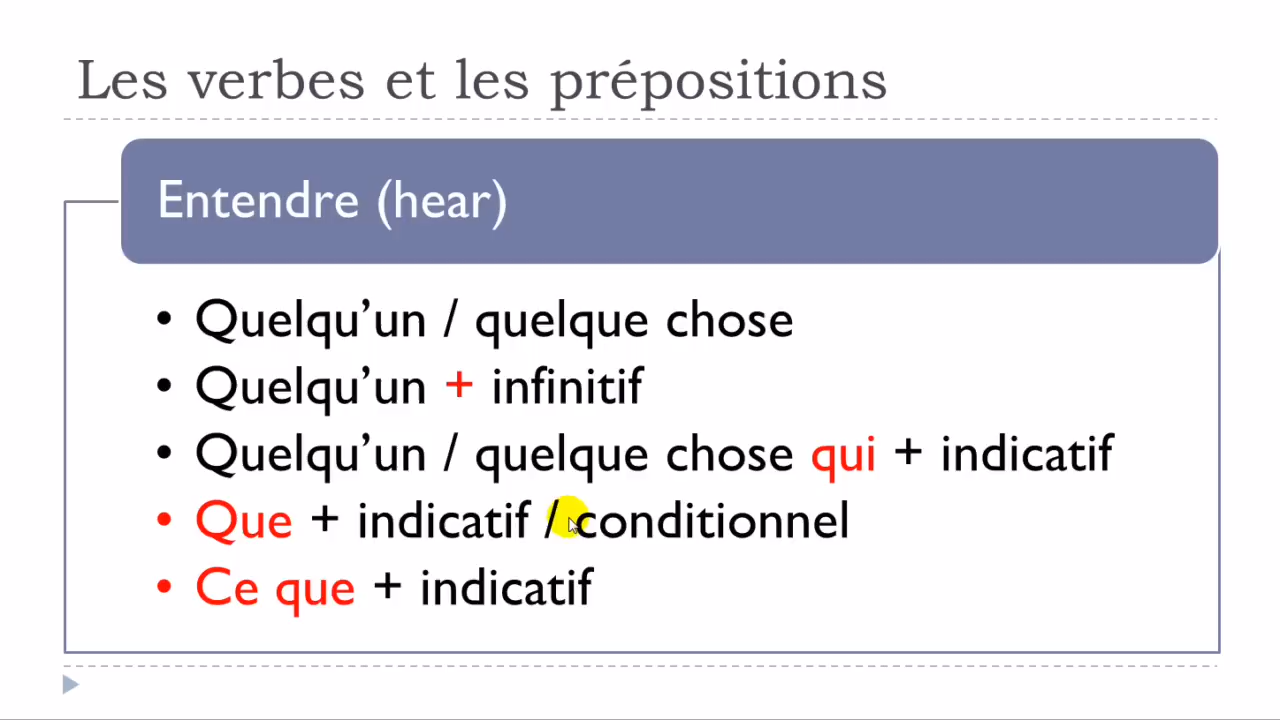 Les verbes et les prépositions
Entendre (hear)
• Quelqu’un / quelque chose
• Quelqu’un + infinitif
• Quelqu’un / quelque chose qui + indicatif
• Que + indicatif / conditionnel
• Ce que + indicatif